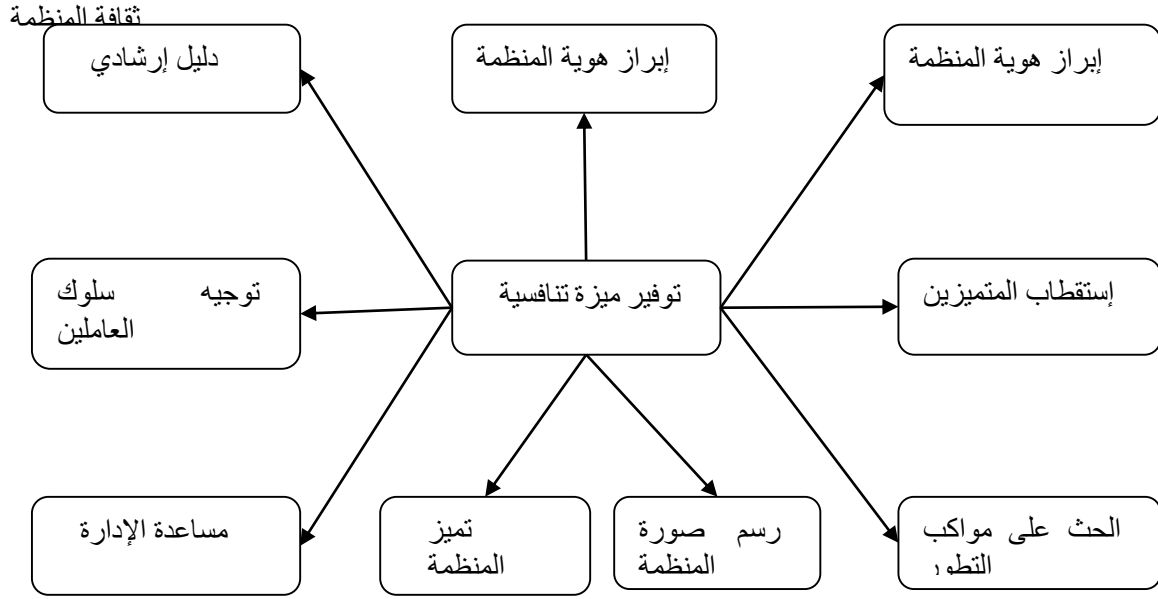 ثقافة المنظمة
إبراز هوية المنظمة
إبراز هوية المنظمة
دليل إرشادي
إستقطاب المتميزين
توفير ميزة تنافسية
توجيه سلوك
العاملين
الحث على مواكب
التطور
رسم صورة
المنظمة
تميز
المنظمة
مساعدة الإدارة